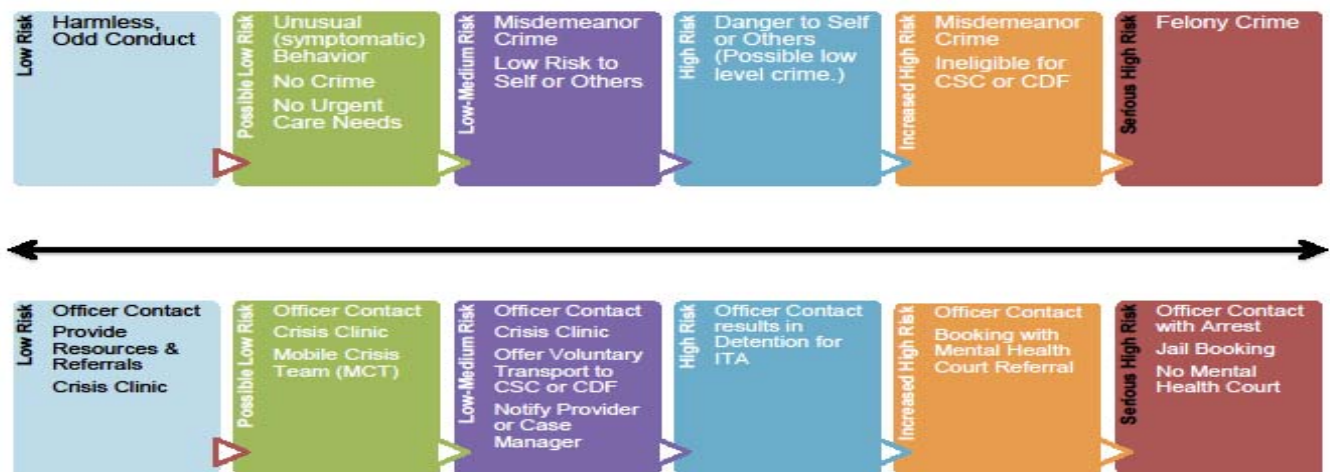 Low Risk
Harmless,
Odd Conduct
Possible Low Risk
Unusual
(symptomatic)
Behavior
No Crime
No Urgent
Care Needs
Low-Medium Risk
Misdemeanor
Crime
Low Risk to
Self or Others
High Risk
Danger to Self
or Others
(Possible low
level crime.)
Increased High Risk
Misdemeanor
Crime
Ineligible for
CSC or CDF
Serious High Risk
Felony Crime
Low Risk
Officer Contact
Provide
Resources &
Referrals
Crisis Clinic
Possible Low Risk
Officer Contact
Crisis Clinic
Mobile Crisis
Team (MCT)
Low-Medium Risk
Officer Contact
Crisis Clinic
Offer Voluntary
Transport to
CSC or CDF
Notify Provider
or Case
Manager
High Risk
Officer Contact
results in
Detention for
ITA
Increased High Risk
Officer Contact
Booking with
Mental Health
Court Referral
Serious High Risk
Officer Contact
with Arrest
Jail Booking
No Mental
Health Court